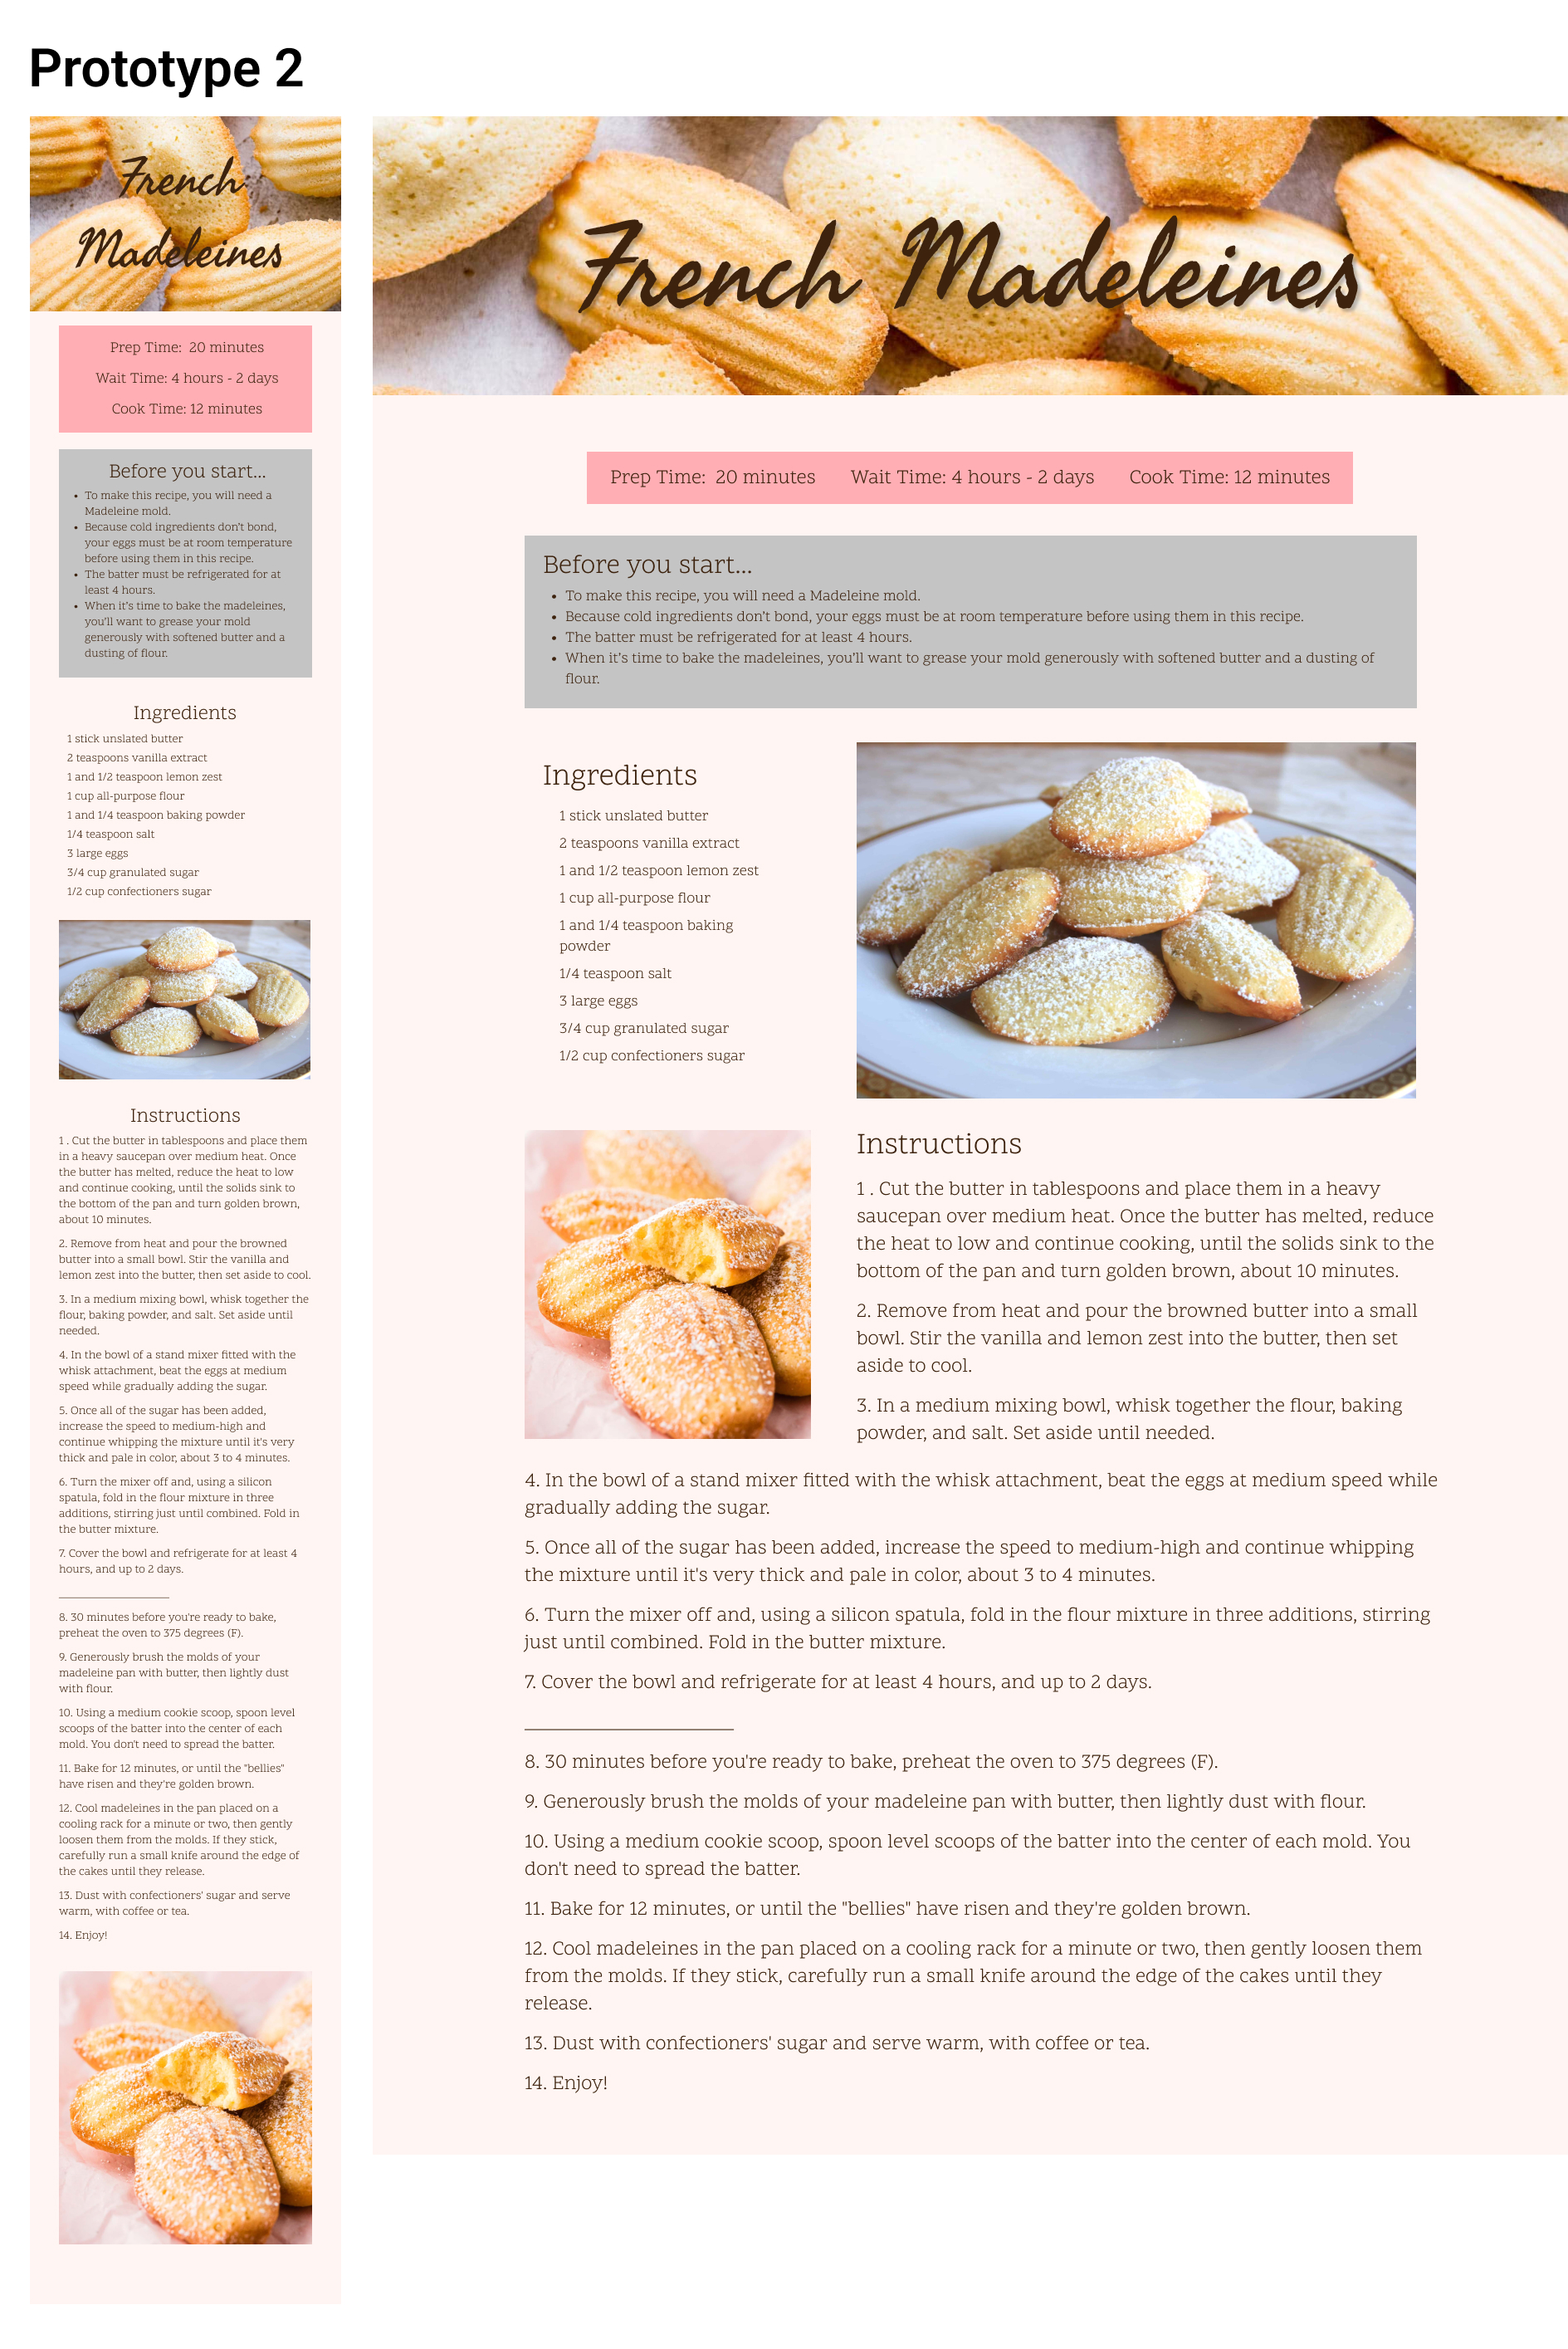 Prototype 2
French
Madeleines
Prep Time:  20 minutes
Wait Time: 4 hours - 2 days
Cook Time: 12 minutes
Before you start...
• To make this recipe, you will need a
Madeleine mold.
• Because cold ingredients don't bond,
your eggs must be at room temperature
before using them in this recipe.
• The batter must be refrigerated for at
least 4 hours.
• When it's time to bake the madeleines,
you'll want to grease your mold
generously with softened butter and a
dusting of flour.
Ingredients
1 stick unslated butter
2 teaspoons vanilla extract
1 and 1/2 teaspoon lemon zest
1 cup all-purpose flour
1 and 1/4 teaspoon baking powder
1/4 teaspoon salt
3 large eggs
3/4 cup granulated sugar
1/2 cup confectioners sugar
Instructions
1 . Cut the butter in tablespoons and place them
in a heavy saucepan over medium heat. Once
the butter has melted, reduce the heat to low
and continue cooking, until the solids sink to
the bottom of the pan and turn golden brown,
about 10 minutes.
2. Remove from heat and pour the browned
butter into a small bowl. Stir the vanilla and
lemon zest into the butter, then set aside to cool.
3. In a medium mixing bowl, whisk together the
flour, baking powder, and salt. Set aside until
needed.
4. In the bowl of a stand mixer fitted with the
whisk attachment, beat the eggs at medium
speed while gradually adding the sugar.
5. Once all of the sugar has been added,
increase the speed to medium-high and
continue whipping the mixture until it's very
thick and pale in color, about 3 to 4 minutes.
6. Turn the mixer off and, using a silicon
spatula, fold in the flour mixture in three
additions, stirring just until combined. Fold in
the butter mixture.
7. Cover the bowl and refrigerate for at least 4
hours, and up to 2 days.
8. 30 minutes before you're ready to bake,
preheat the oven to 375 degrees (F).
9. Generously brush the molds of your
madeleine pan with butter, then lightly dust
with flour.
10. Using a medium cookie scoop, spoon level
scoops of the batter into the center of each
mold. You don't need to spread the batter.
11. Bake for 12 minutes, or until the "bellies"
have risen and they're golden brown.
12. Cool madeleines in the pan placed on a
cooling rack for a minute or two, then gently
loosen them from the molds. If they stick,
carefully run a small knife around the edge of
the cakes until they release.
13. Dust with confectioners' sugar and serve
warm, with coffee or tea.
14. Enjoy!
French Madeleines
Prep Time:  20 minutes Wait Time: 4 hours - 2 days Cook Time: 12 minutes
Before you start...
• To make this recipe, you will need a Madeleine mold.
• Because cold ingredients don't bond, your eggs must be at room temperature before using them in this recipe.
• The batter must be refrigerated for at least 4 hours.
• When it's time to bake the madeleines, you'll want to grease your mold generously with softened butter and a dusting of
flour.
Ingredients
1 stick unslated butter
2 teaspoons vanilla extract
1 and 1/2 teaspoon lemon zest
1 cup all-purpose flour
1 and 1/4 teaspoon baking
powder
1/4 teaspoon salt
3 large eggs
3/4 cup granulated sugar
1/2 cup confectioners sugar
Instructions
1 . Cut the butter in tablespoons and place them in a heavy
saucepan over medium heat. Once the butter has melted, reduce
the heat to low and continue cooking, until the solids sink to the
bottom of the pan and turn golden brown, about 10 minutes.
2. Remove from heat and pour the browned butter into a small
bowl. Stir the vanilla and lemon zest into the butter, then set
aside to cool.
3. In a medium mixing bowl, whisk together the flour, baking
powder, and salt. Set aside until needed.
4. In the bowl of a stand mixer fitted with the whisk attachment, beat the eggs at medium speed while
gradually adding the sugar.
5. Once all of the sugar has been added, increase the speed to medium-high and continue whipping
the mixture until it's very thick and pale in color, about 3 to 4 minutes.
6. Turn the mixer off and, using a silicon spatula, fold in the flour mixture in three additions, stirring
just until combined. Fold in the butter mixture.
7. Cover the bowl and refrigerate for at least 4 hours, and up to 2 days.
8. 30 minutes before you're ready to bake, preheat the oven to 375 degrees (F).
9. Generously brush the molds of your madeleine pan with butter, then lightly dust with flour.
10. Using a medium cookie scoop, spoon level scoops of the batter into the center of each mold. You
don't need to spread the batter.
11. Bake for 12 minutes, or until the "bellies" have risen and they're golden brown.
12. Cool madeleines in the pan placed on a cooling rack for a minute or two, then gently loosen them
from the molds. If they stick, carefully run a small knife around the edge of the cakes until they
release.
13. Dust with confectioners' sugar and serve warm, with coffee or tea.
14. Enjoy!